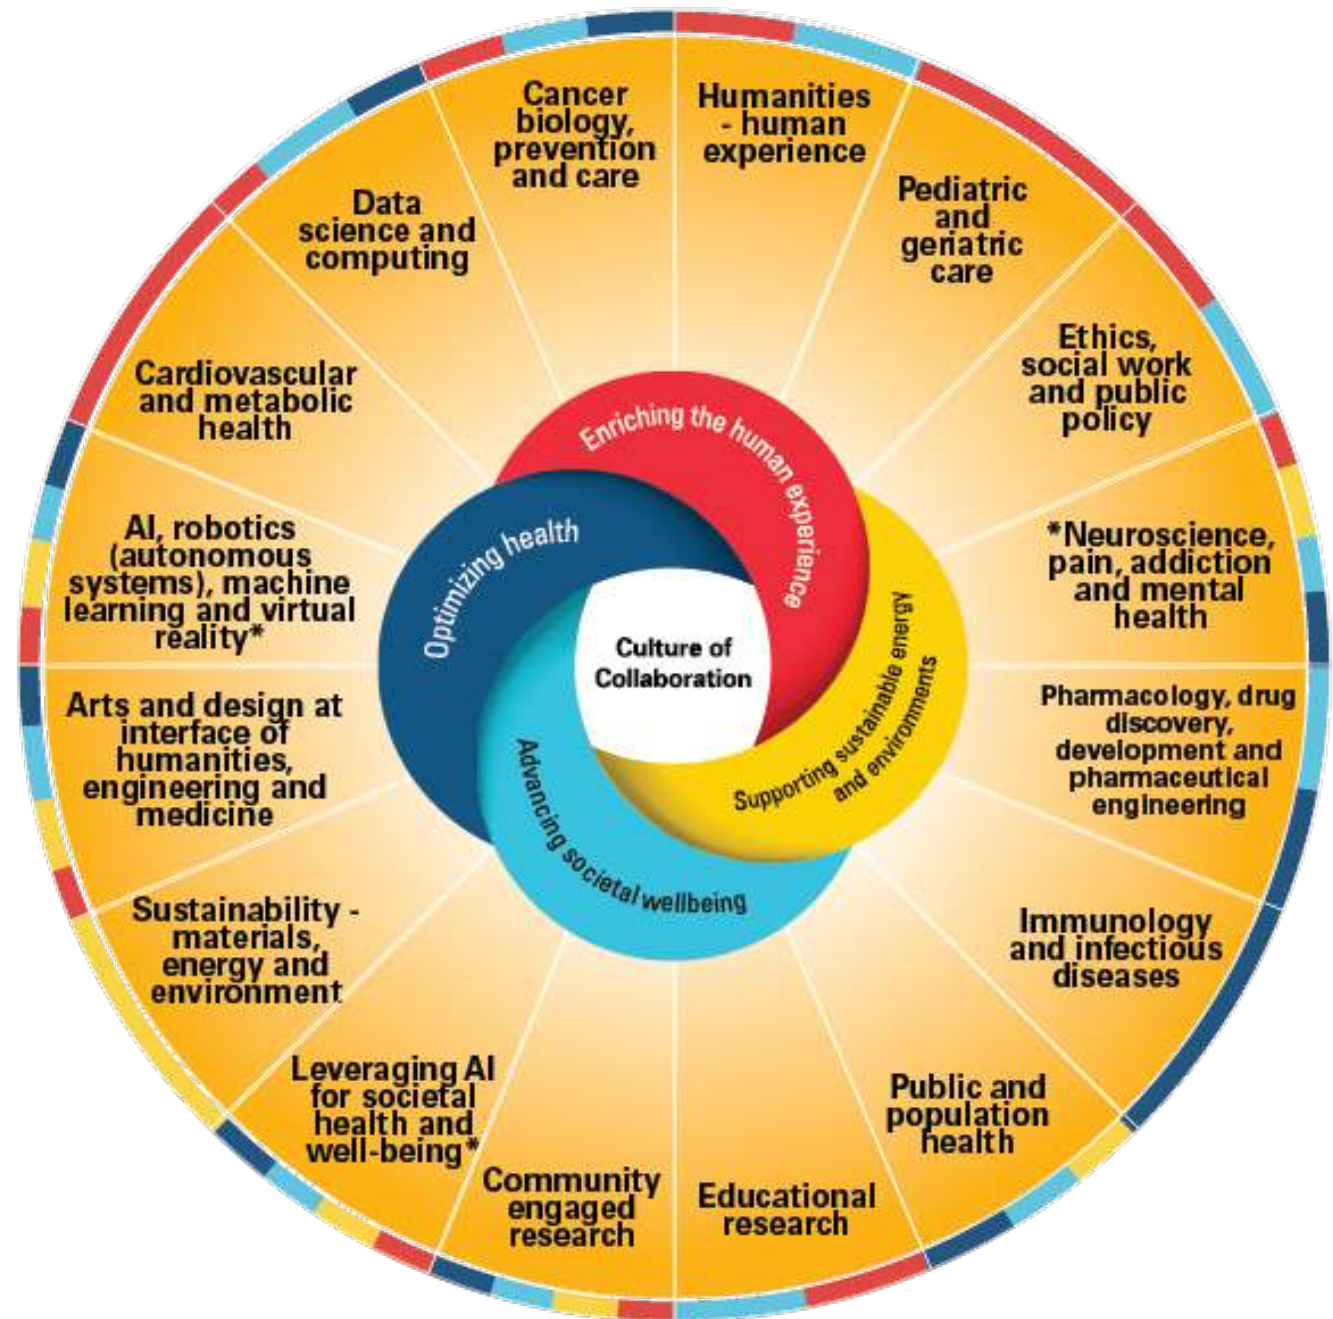 Cancer
biology,
prevention
and care
Humanities
- human
experience
Pediatric
and
geriatric
care
Ethics,
social work
and public
policy
*Neuroscience,
pain, addiction
and mental
health
Pharmacology, drug
discovery,
development and
pharmaceutical
engineering
Immunology
and infectious
diseases
Public and
population
health
Educational
research
Community
engaged
research
Leveraging AI
for societal
health and
well-being*
Sustainability -
materials,
energy and
environment
Arts and design at
interface of
humanities,
engineering and
medicine
AI, robotics
(autonomous
systems), machine
learning and virtual
reality*
Cardiovascular
and metabolic
health
Data
science and
computing
Enriching the human experience
Supporting sustainable energy
and environments
Advancing societal wellbeing
Optimizing health
Culture of
Collaboration